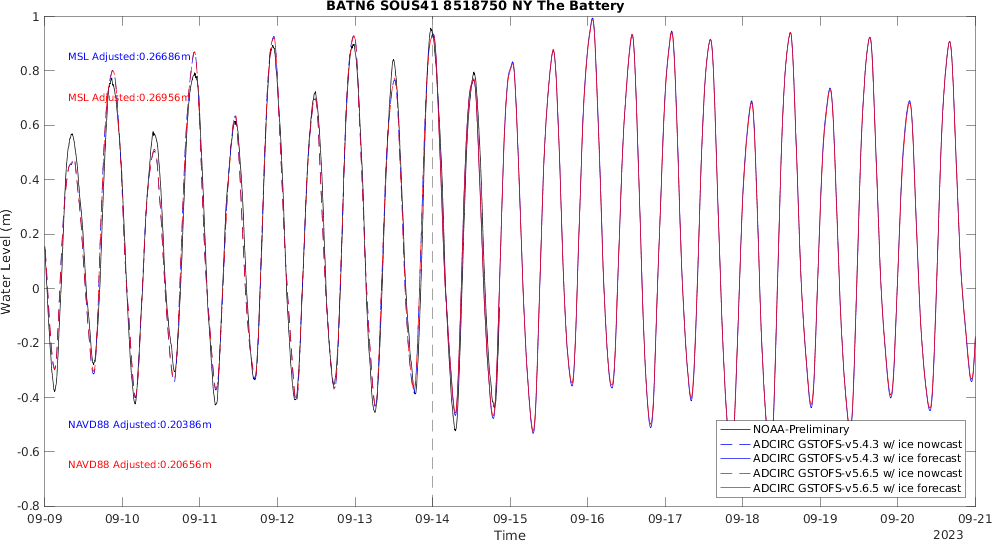 BATN6 SOUS41 8518750 NY The Battery
1
0.8
0.6
0.4
0.2
0
-0.2
-0.4
-0.6
-0.8
Water Level (m)
MSL Adjusted:0.26686m
MSL Adjusted:0.26956m
NAVD88 Adjusted:0.20386m
NAVD88 Adjusted:0.20656m
NOAA-Preliminary
ADCIRC GSTOFS-v5.4.3 w/ ice nowcast
ADCIRC GSTOFS-v5.4.3 w/ ice forecast
ADCIRC GSTOFS-v5.6.5 w/ ice nowcast
ADCIRC GSTOFS-v5.6.5 w/ ice forecast
09-09 09-10 09-11 09-12 09-13 09-14 09-15 09-16 09-17 09-18 09-19 09-20 09-21
Time
2023